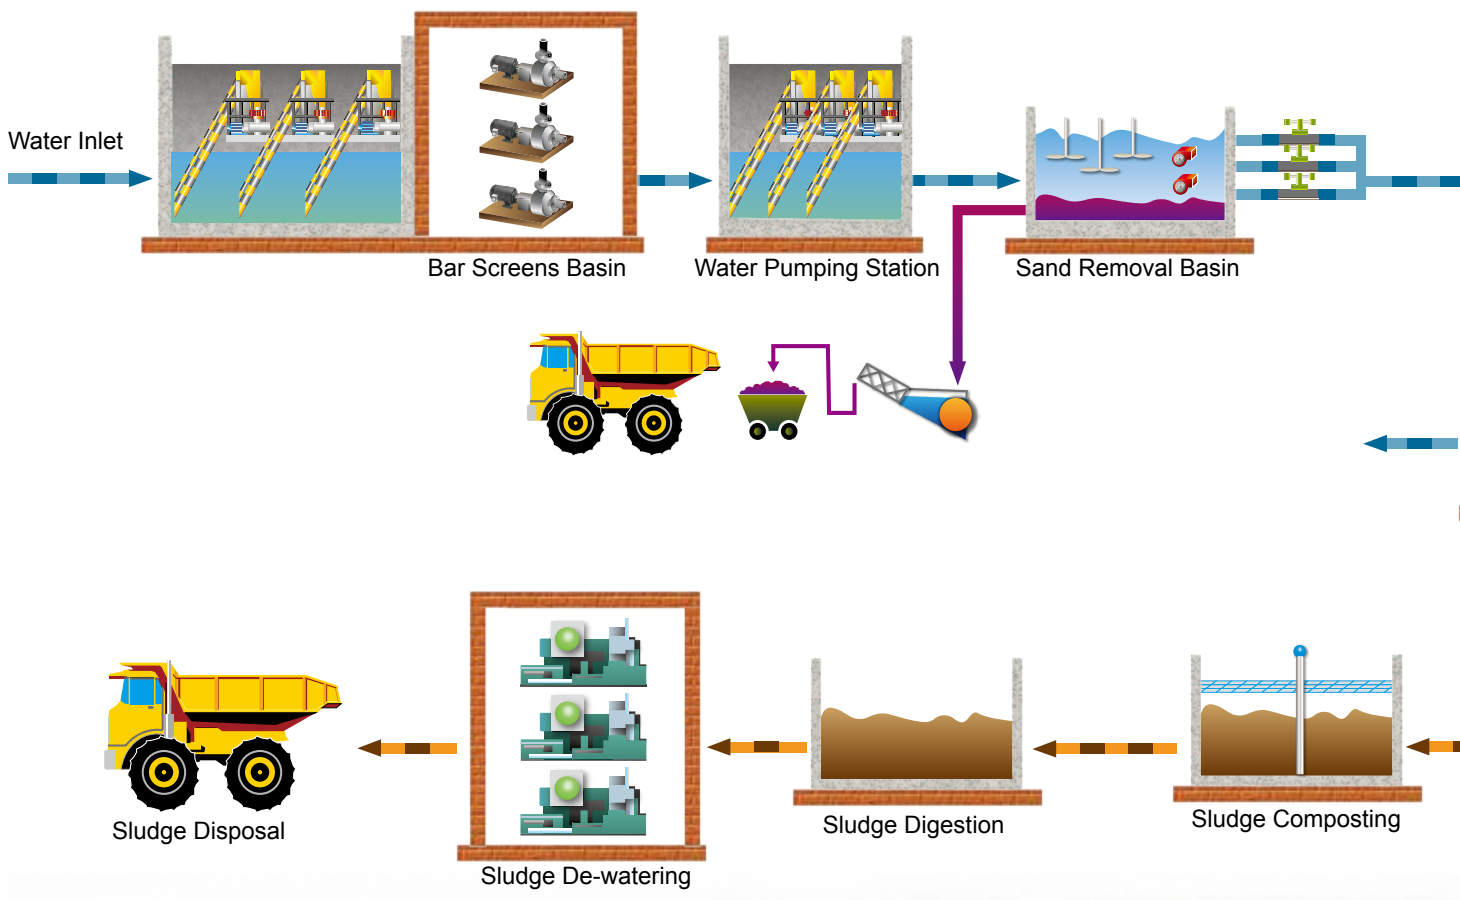 Water Inlet
Bar Screens Basin
Water Pumping Station
Sand Removal Basin
Sludge Disposal
Sludge De-watering
Sludge Digestion
Sludge Composting